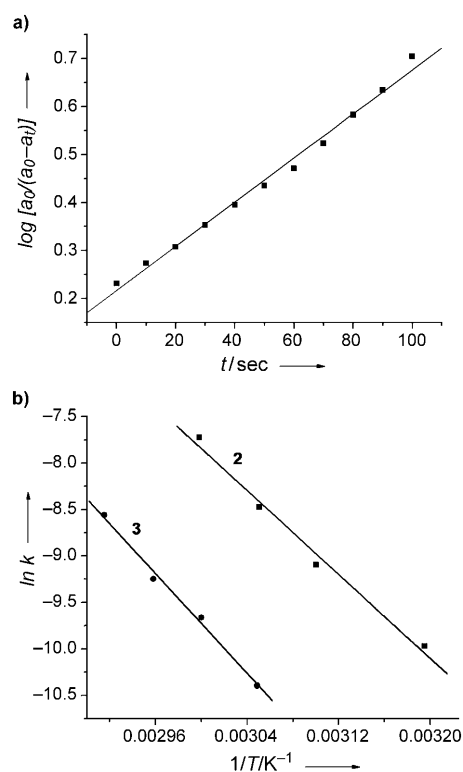 a)
0.7
0.6
0.5
0.4
0.3
0.2
log [a0/(a0–at)]
0 20 40 60 80 100
t/sec
b)
–7.5
–8.0
–8.5
–9.0
–9.5
–10.0
–10.5
ln k
2
3
0.00296 0.00304 0.00312 0.00320
1/T/K–1